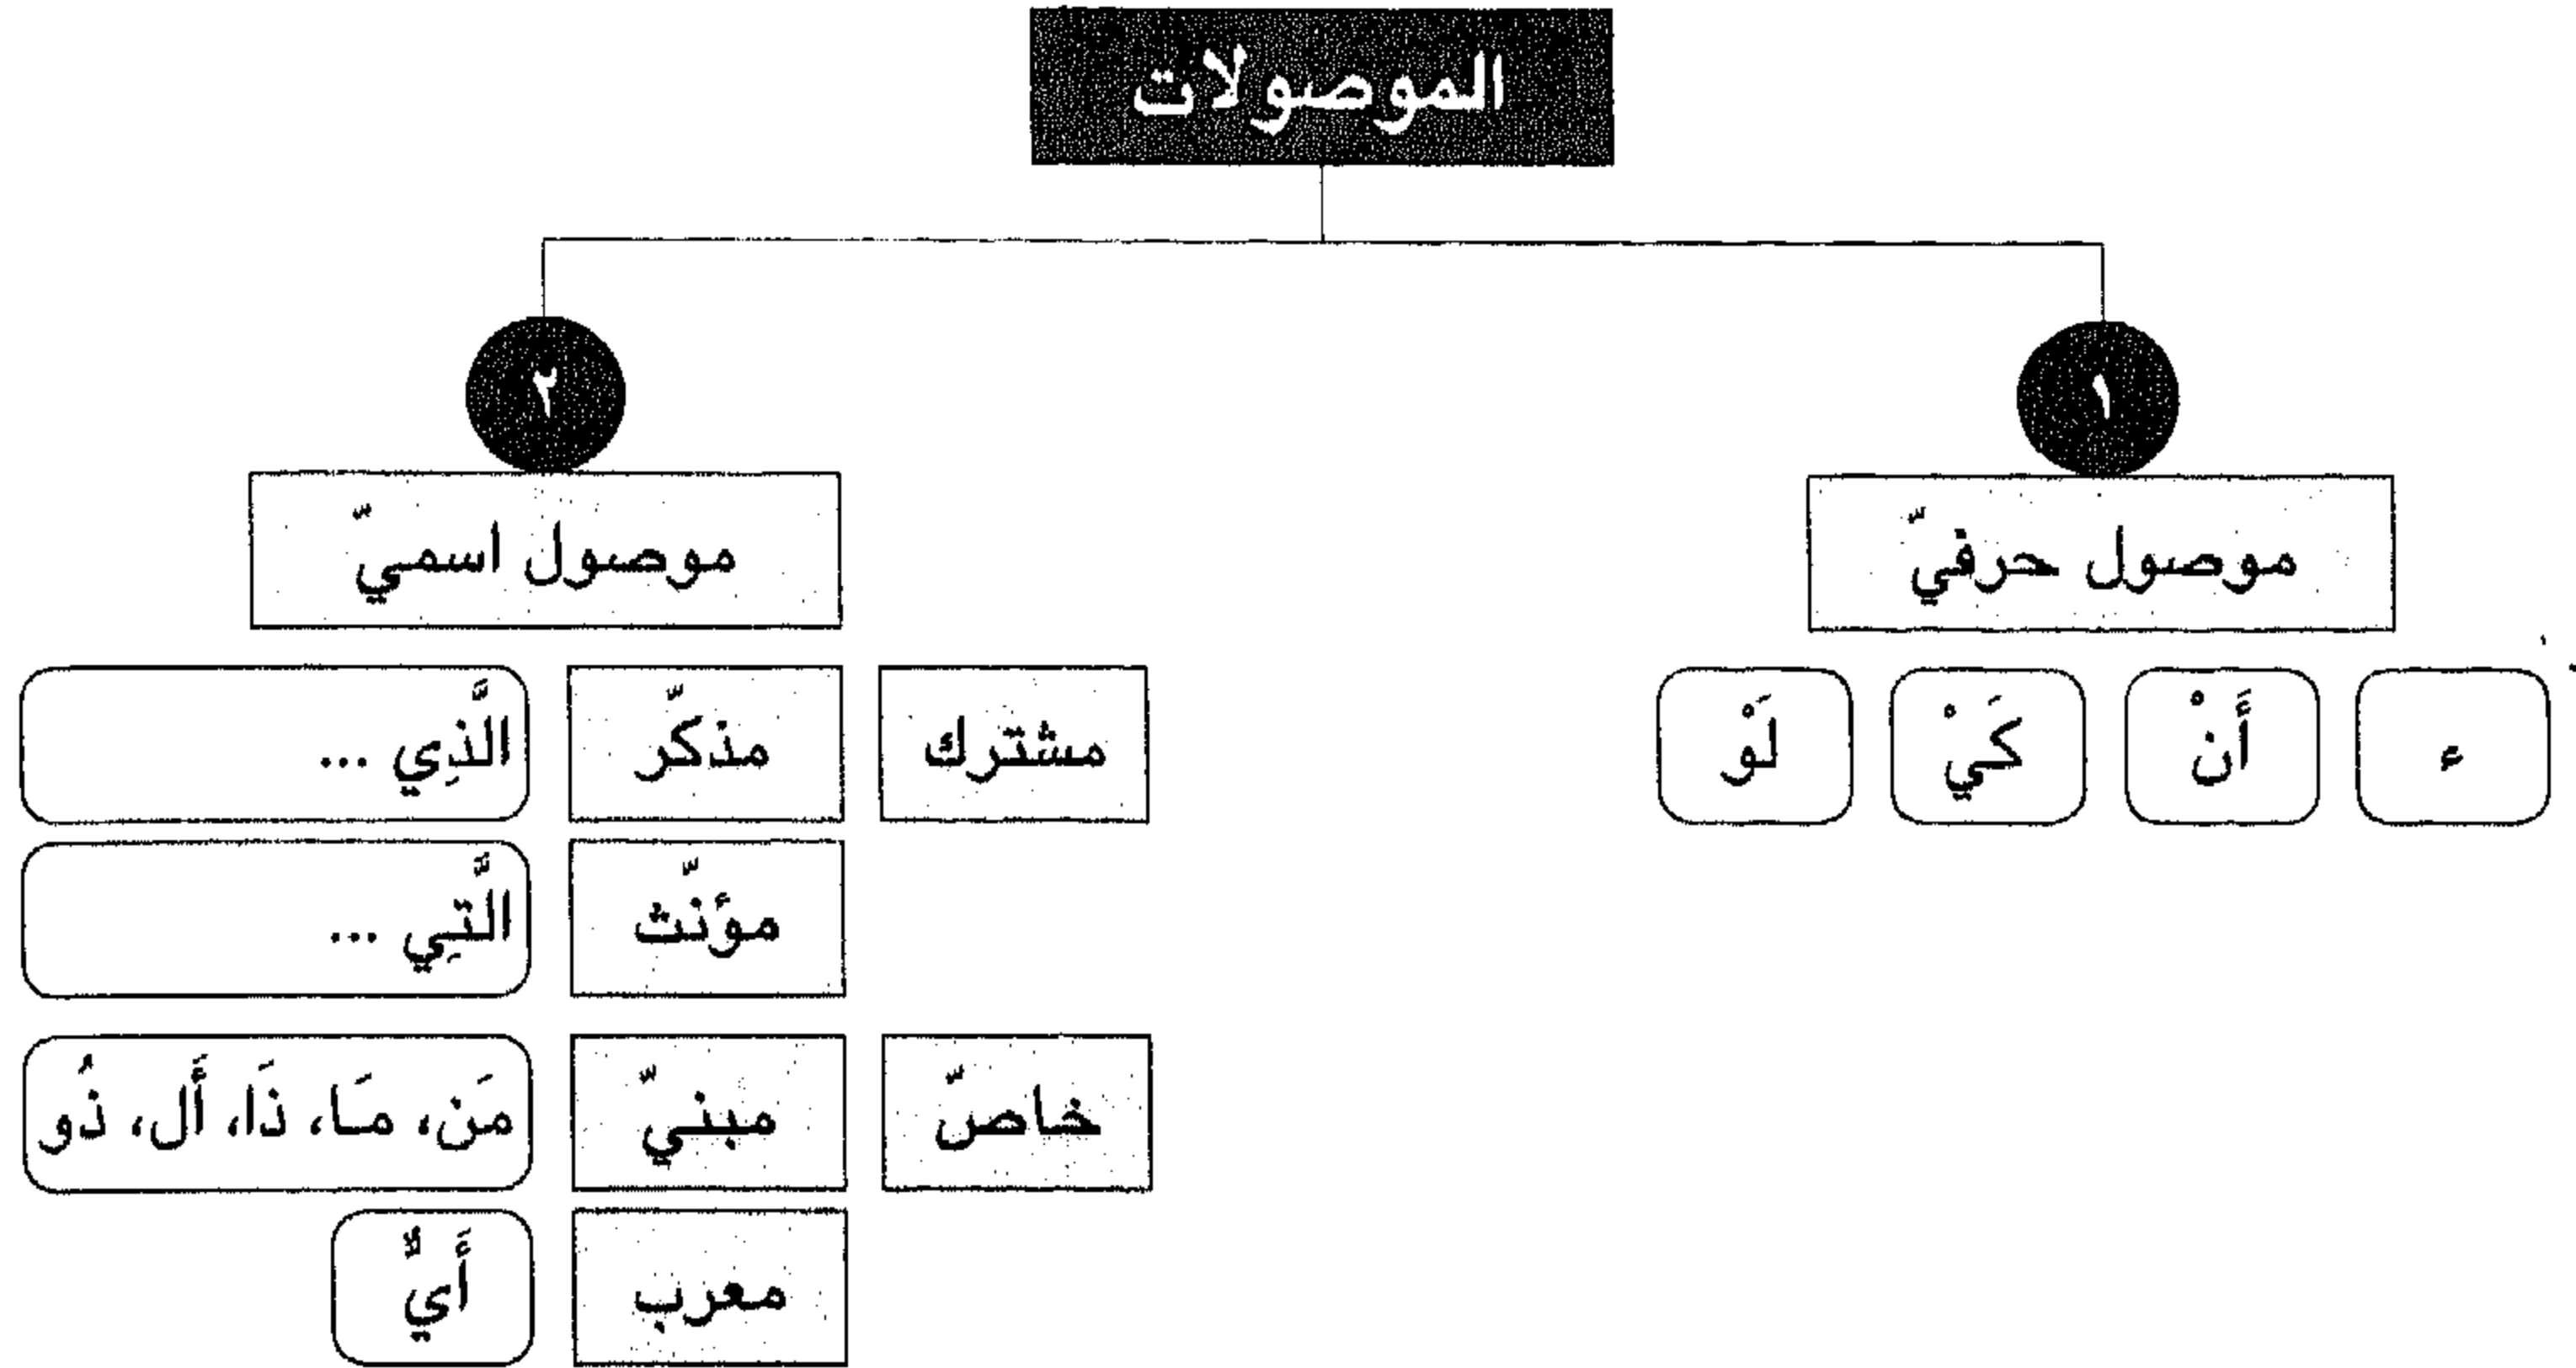 الموصولات
١
موصول حرفيّ
ء
أَنْ
كَيْ
لَوْ
٢
موصول اسميّ
مشترك
مذكّر
الَّذِي ...
مؤنّث
الَّتِي ...
خاصّ
مبنيّ
مَن، مَا، ذَا، أَل، ذُو
معرب
أَيٌّ